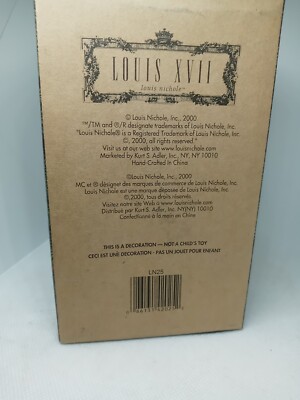 LOUIS XVII
louis nichole™
© Louis Nichole, Inc., 2000
™/TM and ®/R designate trademarks of Louis Nichole, Inc.
"Louis Nichole® is a Registered Trademark of Louis Nichole, Inc.
© 2000, all rights reserved."
Visit us at our web site www.louisnichole.com
Marketed by Kurt S. Adler, Inc., NY, NY 10010
Hand-Crafted in China
©Louis Nichole, Inc., 2000
MC et ® désigner des marques de commerce de Louis Nichole, Inc.
Louis Nichole est une marque déposée de Louis Nichole, Inc.
© 2000, tous droits réservés.
Visitez notre site Web à www.louisnichole.com
Distribué par Kurt S. Adler, Inc., NY(NY) 10010
Confectionné à la main en China
THIS IS A DECORATION – NOT A CHILD'S TOY
CECI EST UNE DECORATION - PAS UN JOUET POUR ENFANT
LN25